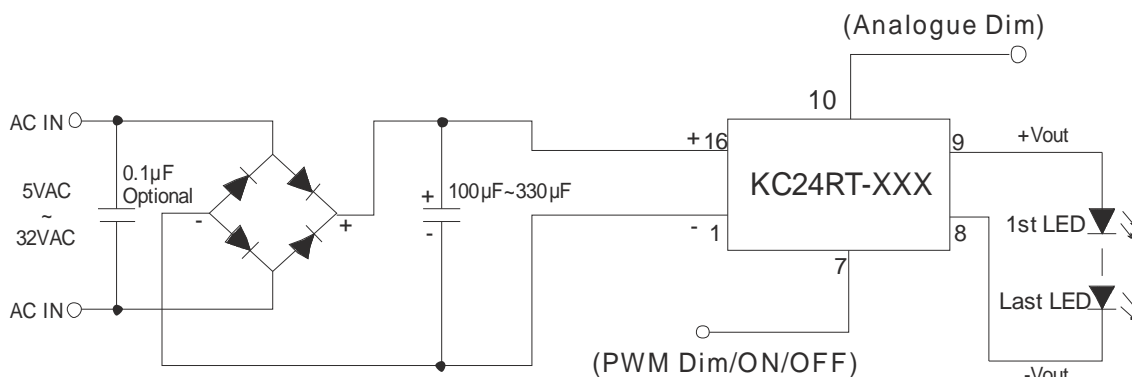 (Analogue Dim)
10
AC IN
+ 16
9
+Vout
0.1µF
Optional
5VAC
~
32VAC
-
+
+
100µF~330µF
-
KC24RT-XXX
1st LED
- 1
8
7
Last LED
AC IN
(PWM Dim/ON/OFF)
-Vout